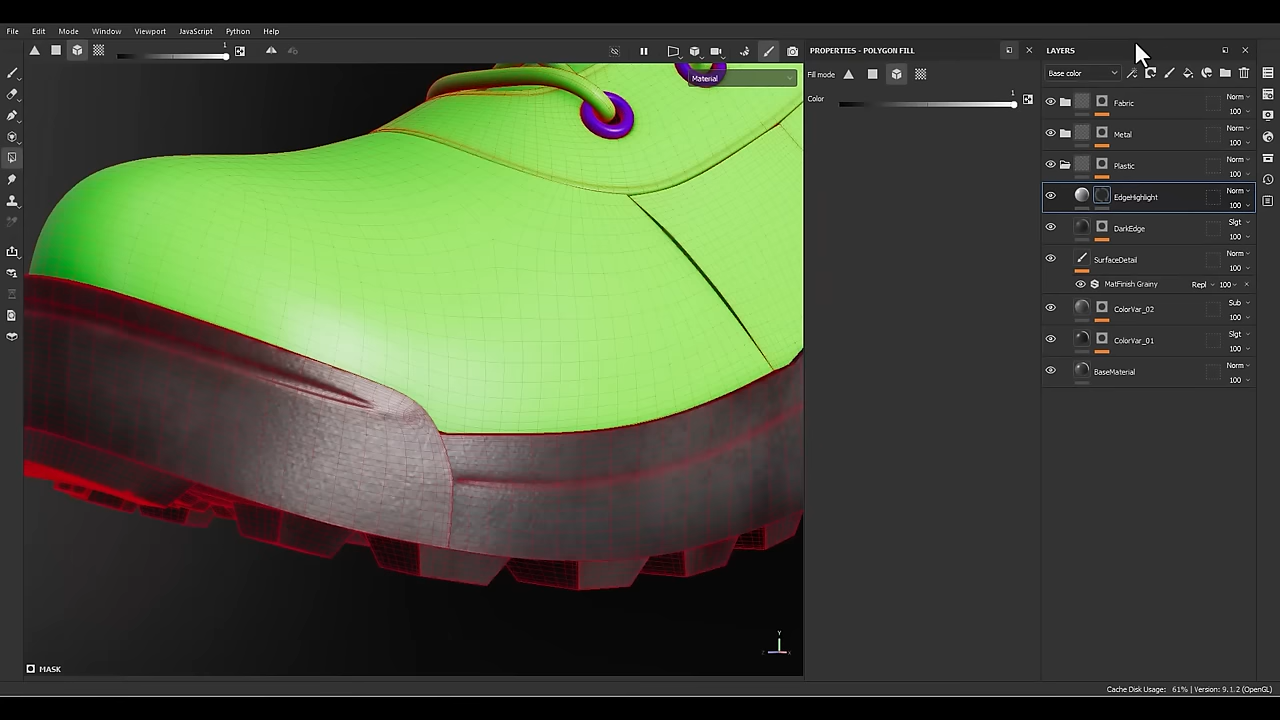 File Edit Mode Window Viewport JavaScript Python Help
1
PROPERTIES - POLYGON FILL
LAYERS
Material
Fill mode
Color
1
Base color
Fabric
Norm
100
Metal
Norm
100
Plastic
Norm
100
EdgeHighlight
Norm
100
DarkEdge
Slgt
100
SurfaceDetail
Norm
100
MatFinish Grainy
Repl
100
ColorVar_02
Sub
100
ColorVar_01
Slgt
100
BaseMaterial
Norm
100
Y
MASK
Cache Disk Usage: 61% | Version: 9.1.2 (OpenGL)